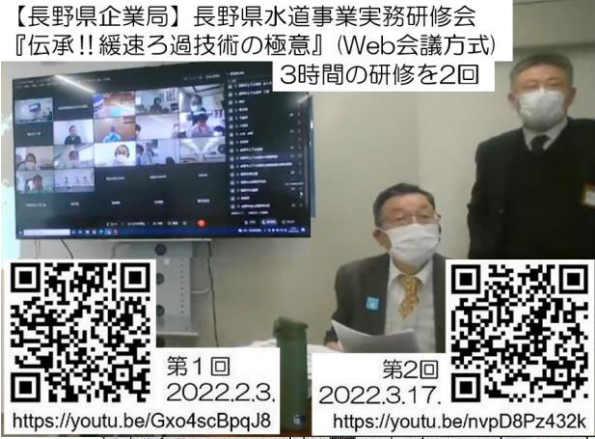 【長野県企業局】長野県水道事業実務研修会
『伝承!!緩速ろ過技術の極意』(Web会議方式)
3時間の研修を2回
第1回
2022.2.3.
https://youtu.be/Gxo4scBpqJ8
第2回
2022.3.17.
https://youtu.be/nvpD8Pz432k